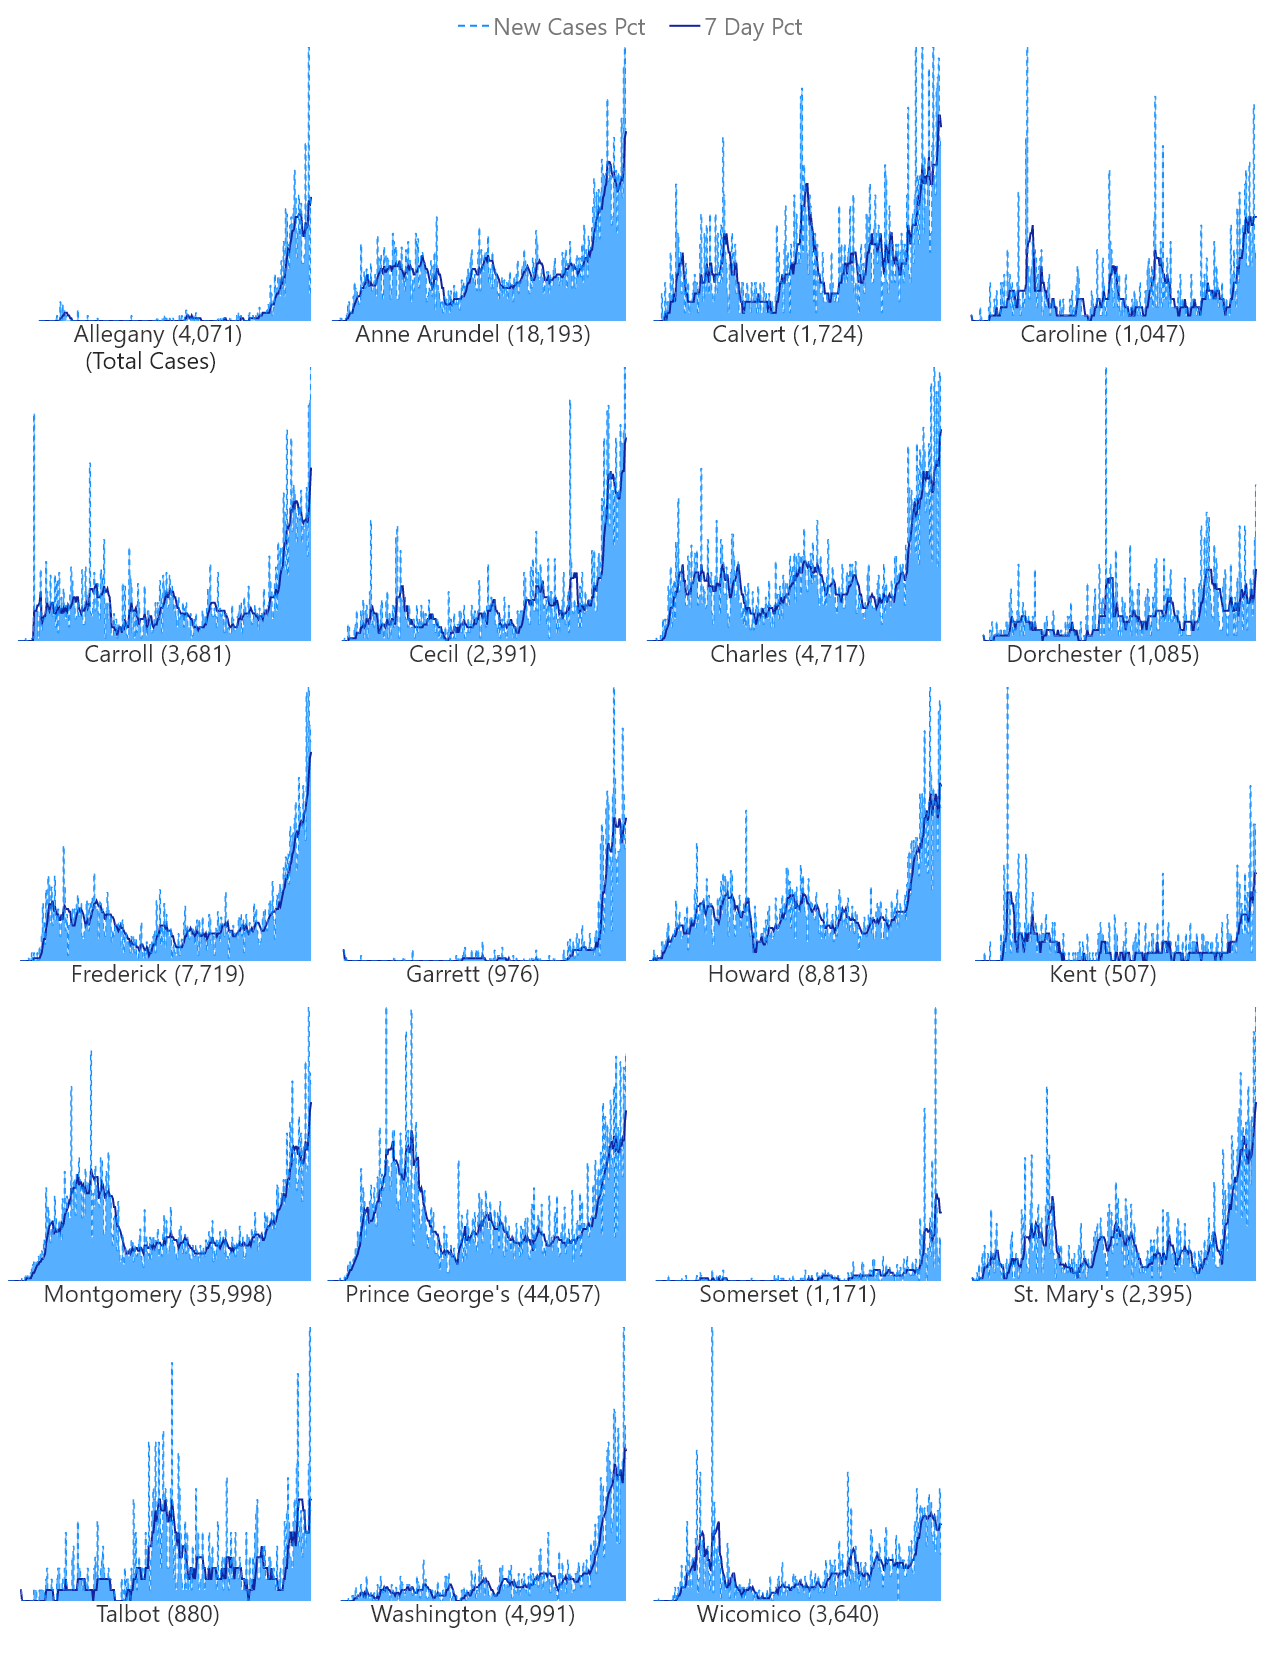 New Cases Pct 7 Day Pct
Allegany (4,071) Anne Arundel (18,193) Calvert (1,724) Caroline (1,047)
(Total Cases)
Carroll (3,681) Cecil (2,391) Charles (4,717) Dorchester (1,085)
Frederick (7,719) Garrett (976) Howard (8,813) Kent (507)
Montgomery (35,998) Prince George's (44,057) Somerset (1,171) St. Mary's (2,395)
Talbot (880) Washington (4,991) Wicomico (3,640)